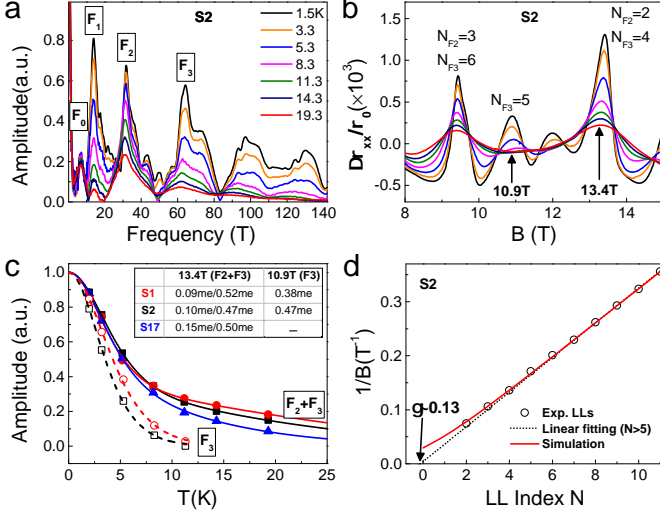 a
S2
F1
F2
F3
F0
1.5K
3.3
5.3
8.3
11.3
14.3
19.3
Amplitude(a.u.)
0.8
0.6
0.4
0.2
0.0
0 20 40 60 80 100 120 140
Frequency (T)
b
S2
NF2=3
NF3=6
NF3=5
NF2=2
NF3=4
10.9T
13.4T
Drxx/r0(×10³)
1.5
1.0
0.5
0.0
-0.5
8 10 12 14
B (T)
c
13.4T (F2+F3) 10.9T (F3)
S1 0.09me/0.52me 0.38me
S2 0.10me/0.47me 0.47me
S17 0.15me/0.50me –
F2+F3
F3
Amplitude (a.u.)
1.0
0.8
0.6
0.4
0.2
0.0
0 5 10 15 20 25
T(K)
d
S2
g-0.13
Exp. LLs
Linear fitting (N>5)
Simulation
1/B(T⁻¹)
0.3
0.2
0.1
0.0
0 2 4 6 8 10
LL Index N